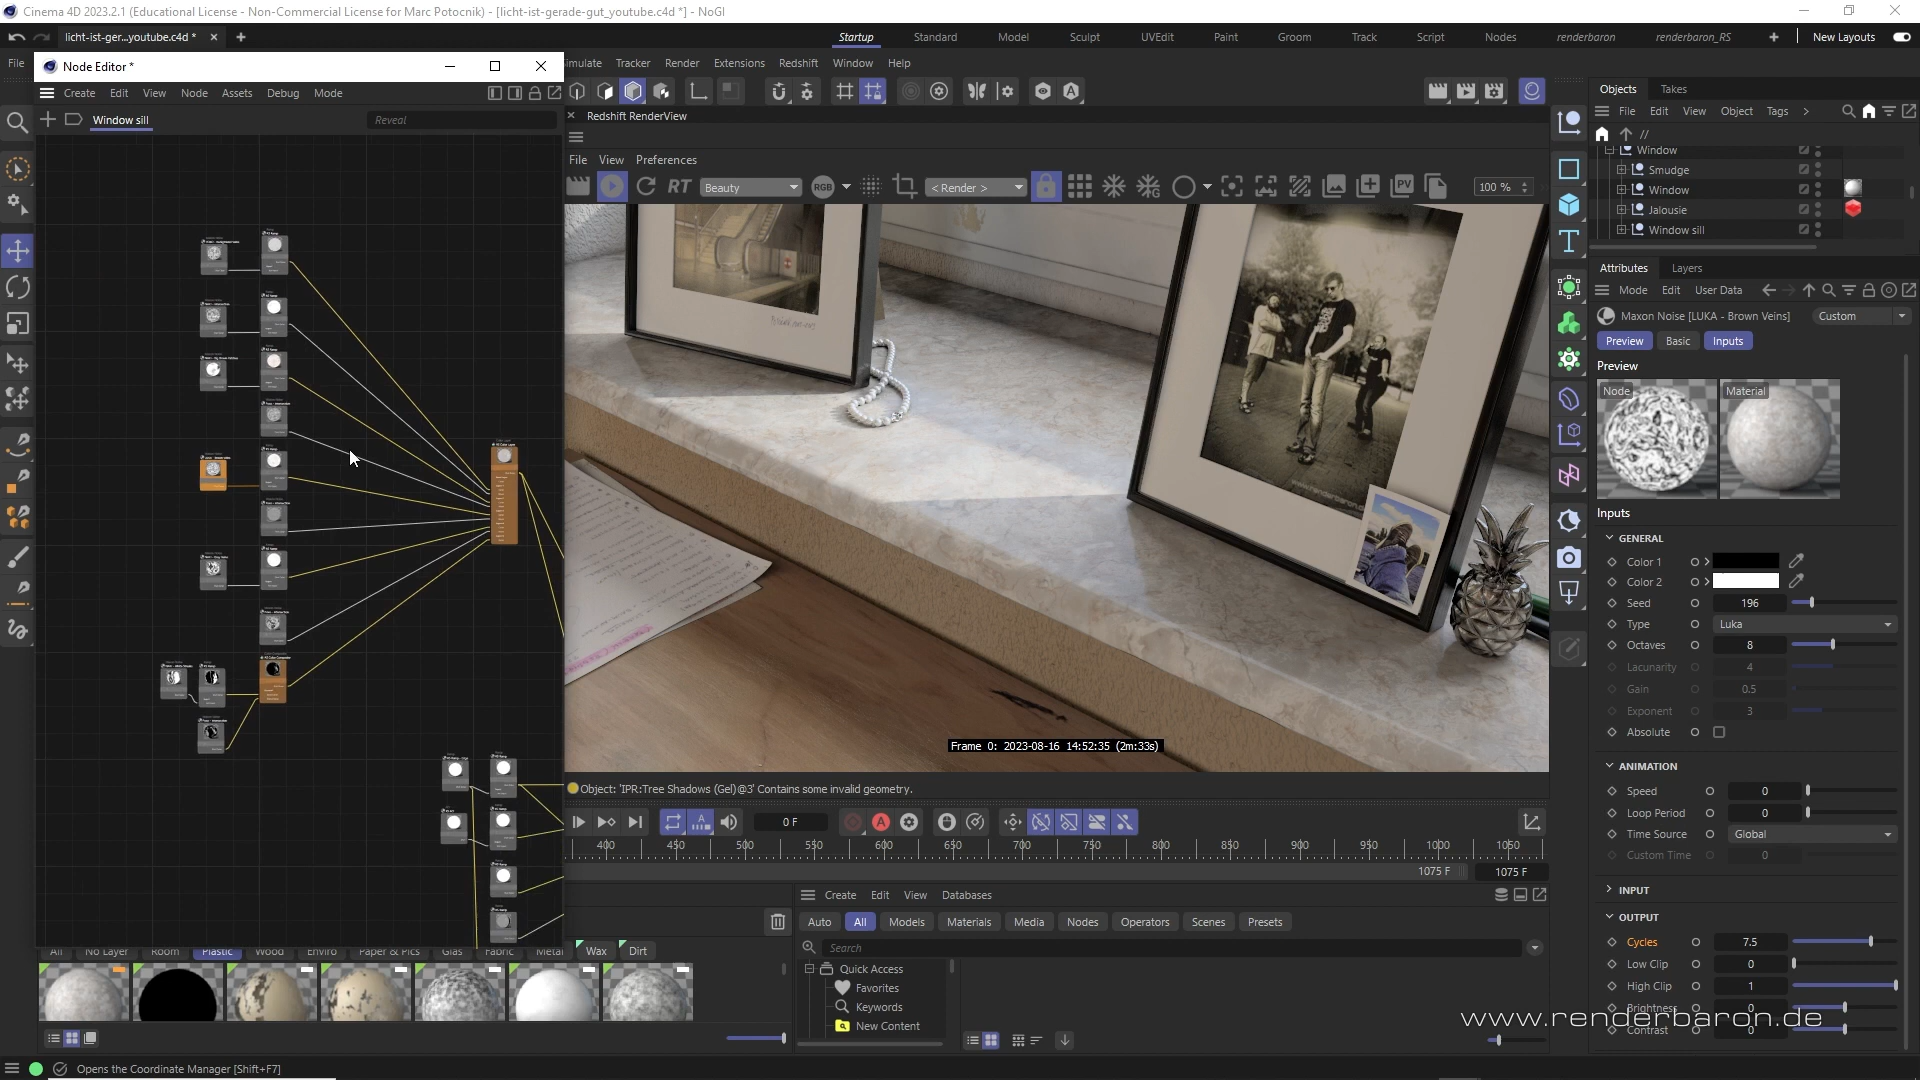 Cinema 4D 2023.2.1 (Educational License - Non-Commercial License for Marc Potocnik) - [licht-ist-gerade-gut_youtube.c4d *] - NoGI
licht-ist-ger...youtube.c4d *
Startup Standard Model Sculpt UVEdit Paint Groom Track Script Nodes renderbaron renderbaron_RS New Layouts
File
Node Editor *
imulate Tracker Render Extensions Redshift Window Help
Create Edit View Node Assets Debug Mode
Window sill
Reveal
Redshift RenderView
File View Preferences
RT Beauty RGB < Render > PV 100 %
www.renderbaron.de
Frame 0: 2023-08-16 14:52:35 (2m:33s)
Object: 'IPR:Tree Shadows (Gel)@3' Contains some invalid geometry.
0 F
400 450 500 550 600 650 700 750 800 850 900 950 1000 1050
1075 F 1075 F
Create Edit View Databases
Auto All Models Materials Media Nodes Operators Scenes Presets
Search
Quick Access
Favorites
Keywords
New Content
All No Layer Room Plastic Wood Enviro Paper & Pics Glas Fabric Metal Wax Dirt
Objects Takes
File Edit View Object Tags
//
Window
Smudge
Window
Jalousie
Window sill
Attributes Layers
Mode Edit User Data
Maxon Noise [LUKA - Brown Veins] Custom
Preview Basic Inputs
Preview
Node Material
Inputs
GENERAL
Color 1
Color 2
Seed 196
Type Luka
Octaves 8
Lacunarity 4
Gain 0.5
Exponent 3
Absolute
ANIMATION
Speed 0
Loop Period 0
Time Source Global
Custom Time 0
INPUT
OUTPUT
Cycles 7.5
Low Clip 0
High Clip 1
Brightness 0
Contrast 0
www.renderbaron.de
Opens the Coordinate Manager [Shift+F7]